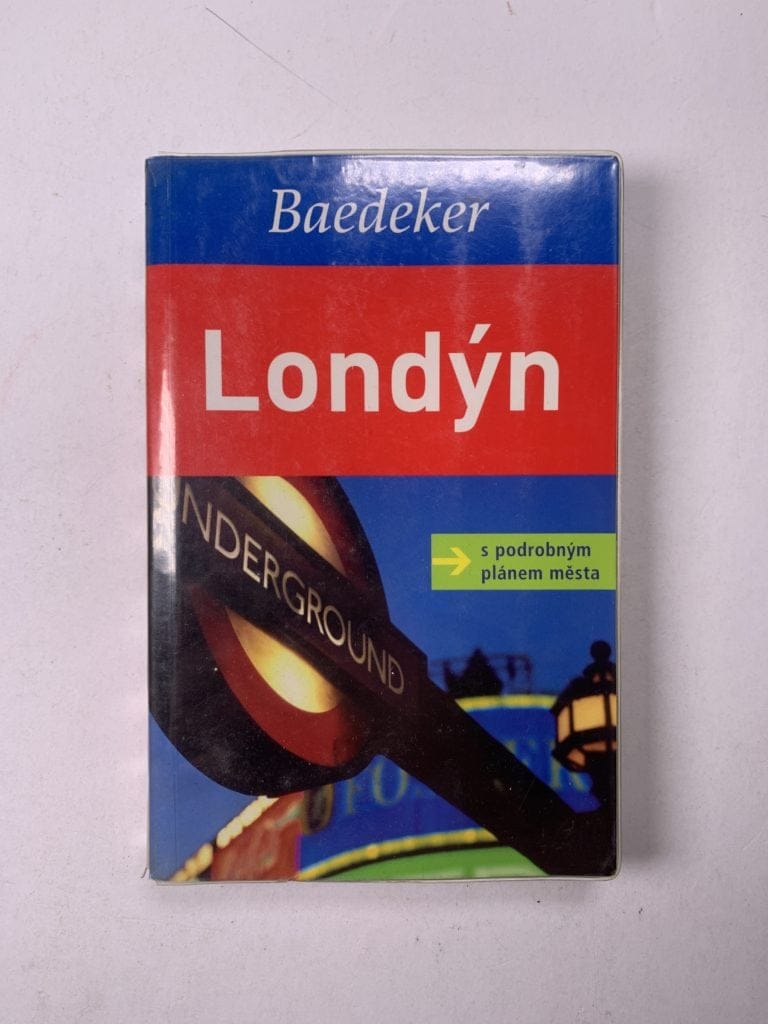 Baedeker
Londýn
s podrobným
plánem města
NDERGROUND